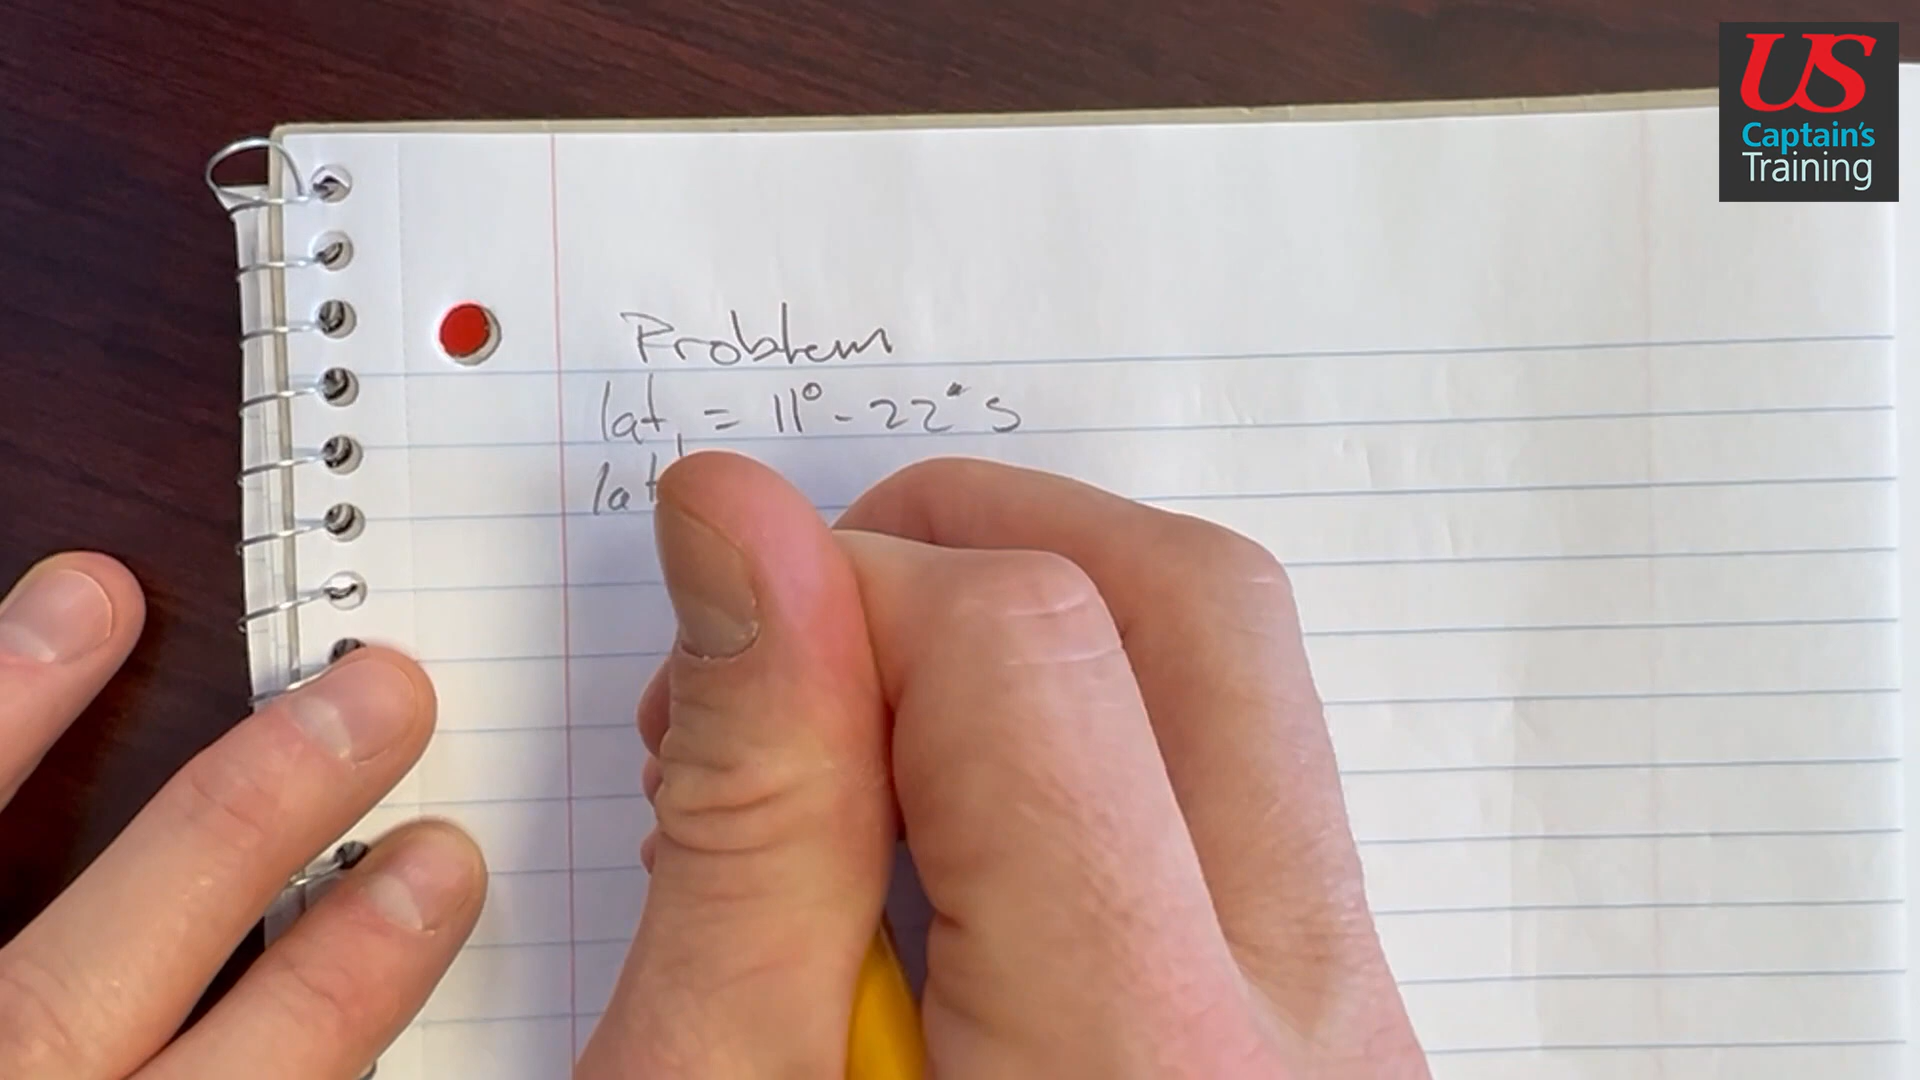 US
Captain's
Training
Problem
lat₁ = 11° - 22' S
lat